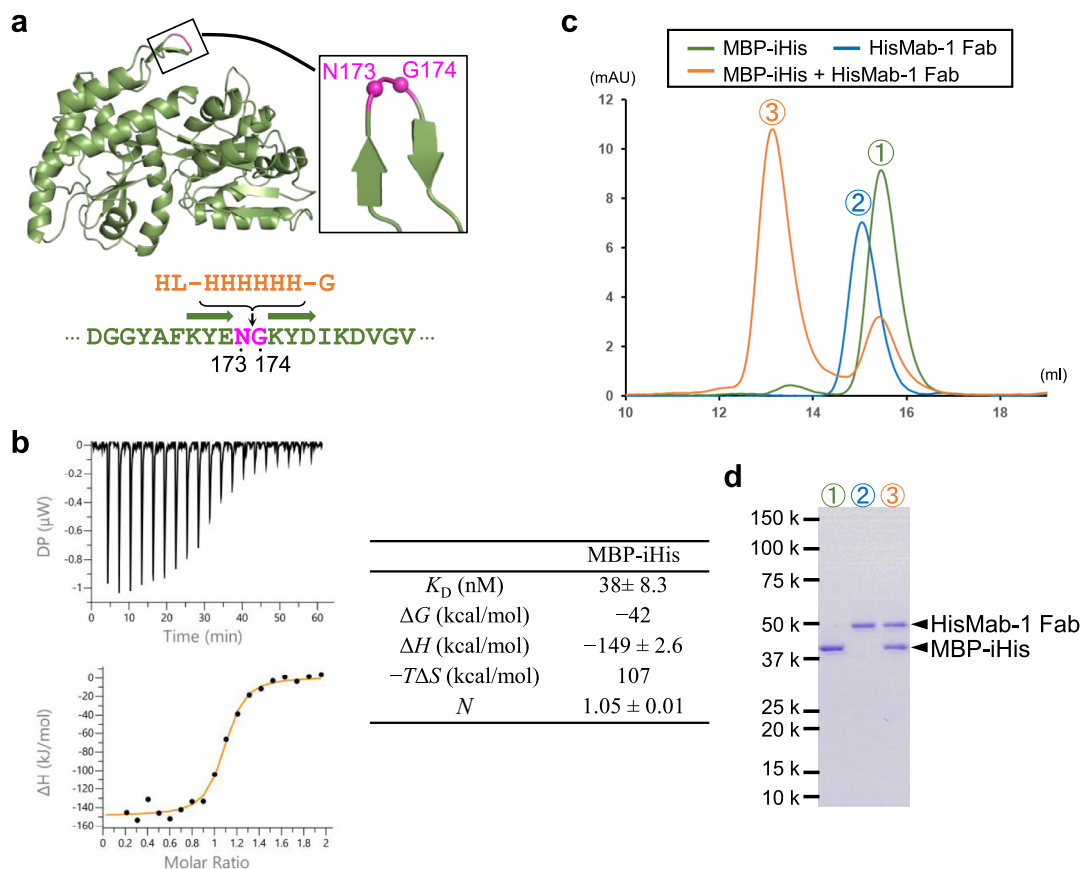 a
N173
G174
HL-HHHHHH-G
··· DGGYAFKYENGKYDIKDVGV ···
173 174
b
0
-0.2
-0.4
-0.6
-0.8
-1
DP (µW)
0 10 20 30 40 50 60
Time (min)
0
-20
-40
-60
-80
-100
-120
-140
-160
ΔH (kJ/mol)
0 0.2 0.4 0.6 0.8 1.0 1.2 1.4 1.6 1.8 2
Molar Ratio
MBP-iHis
KD (nM) 38± 8.3
ΔG (kcal/mol) −42
ΔH (kcal/mol) −149 ± 2.6
−TΔS (kcal/mol) 107
N 1.05 ± 0.01
c
MBP-iHis HisMab-1 Fab
MBP-iHis + HisMab-1 Fab
(mAU)
12
10
8
6
4
2
0
③
①
②
(ml)
10 12 14 16 18
d
① ② ③
150 k
100 k
75 k
50 k
37 k
25 k
20 k
15 k
10 k
HisMab-1 Fab
MBP-iHis